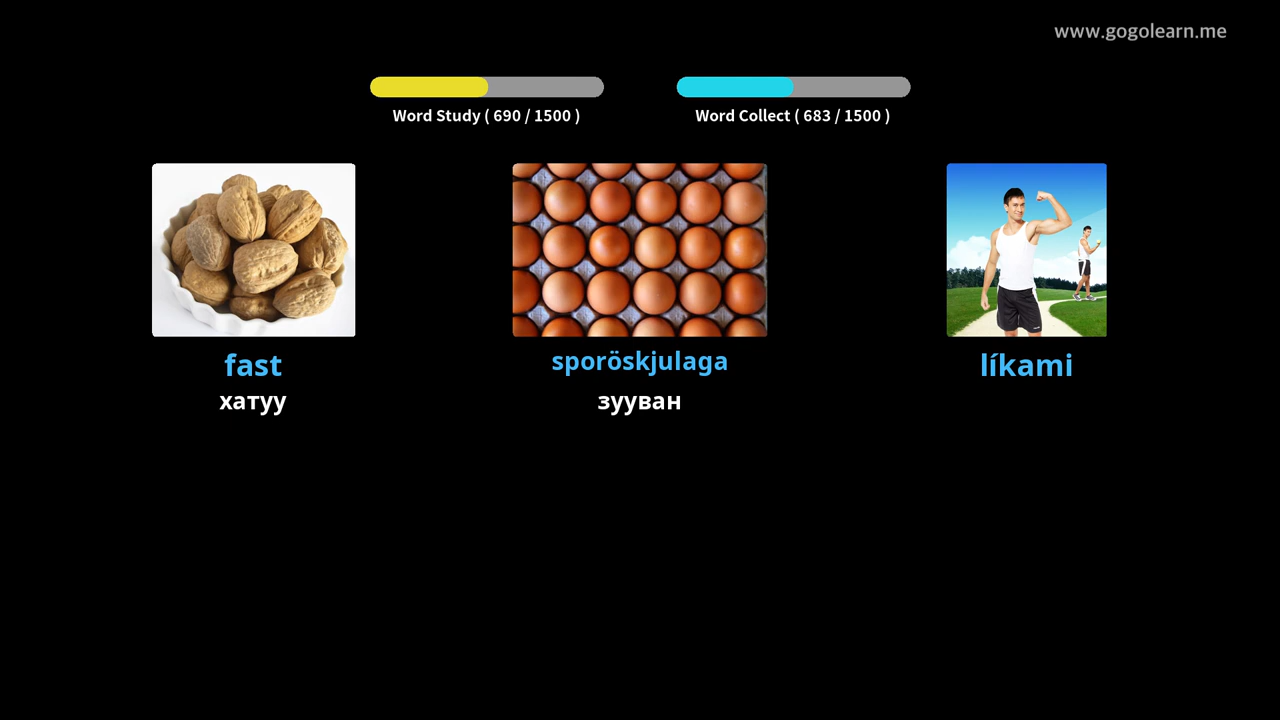 www.gogolearn.me
Word Study ( 690 / 1500 )
Word Collect ( 683 / 1500 )
fast
sporöskjulaga
líkami
хатуу
зууван